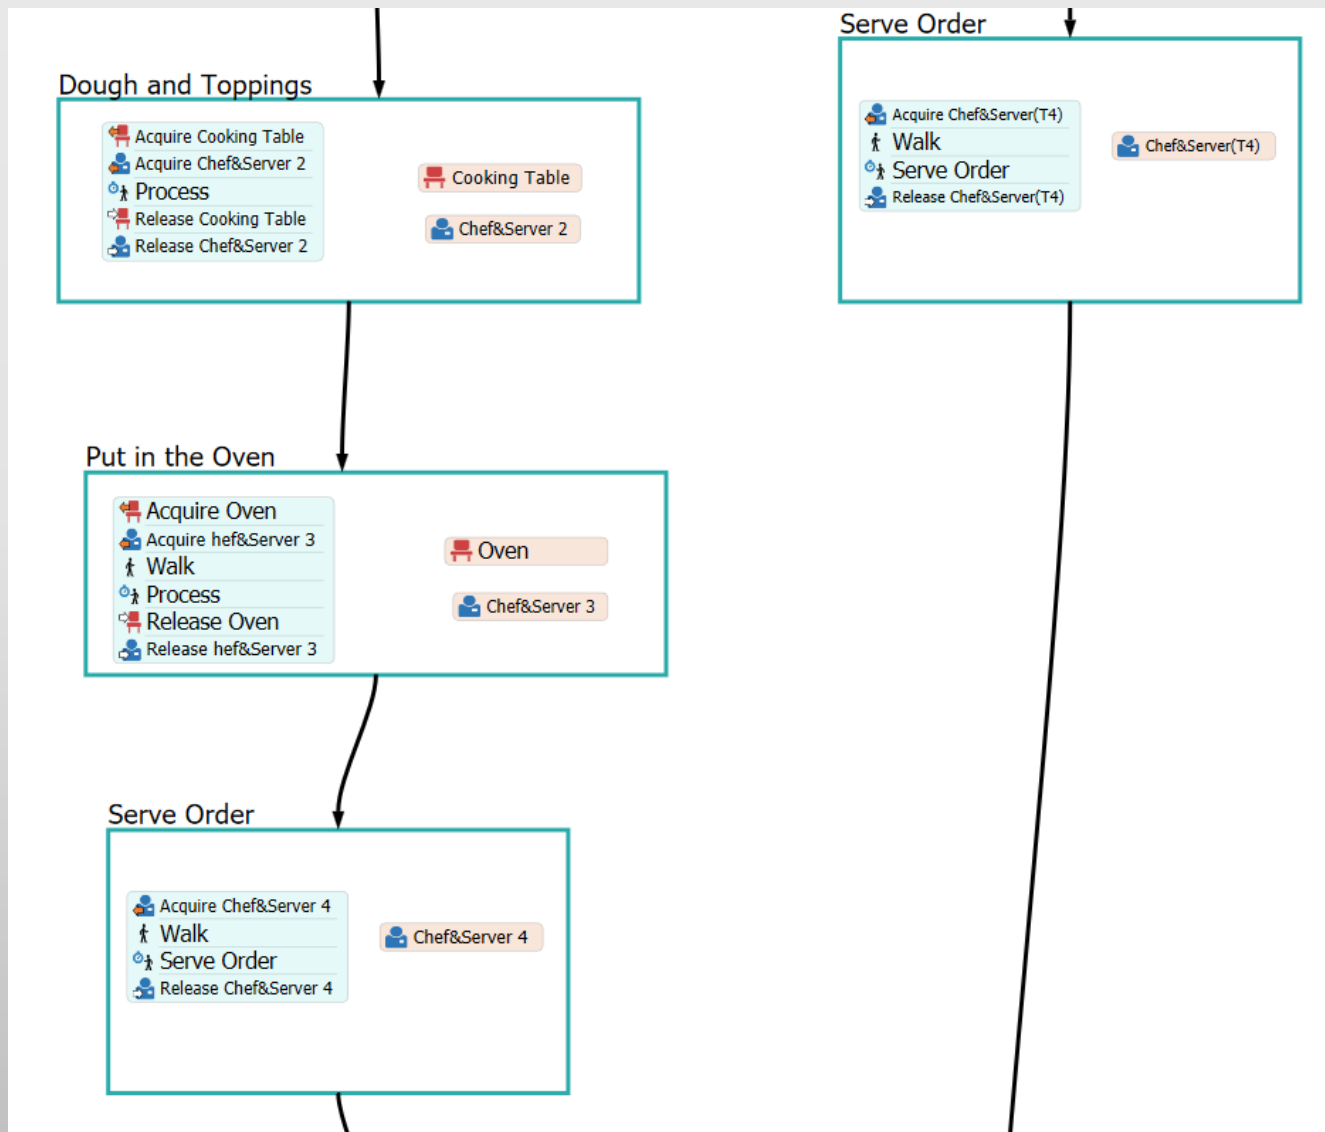 Dough and Toppings
Acquire Cooking Table
Acquire Chef&Server 2
Process
Release Cooking Table
Release Chef&Server 2
Cooking Table
Chef&Server 2
Put in the Oven
Acquire Oven
Acquire hef&Server 3
Walk
Process
Release Oven
Release hef&Server 3
Oven
Chef&Server 3
Serve Order
Acquire Chef&Server 4
Walk
Serve Order
Release Chef&Server 4
Chef&Server 4
Serve Order
Acquire Chef&Server(T4)
Walk
Serve Order
Release Chef&Server(T4)
Chef&Server(T4)